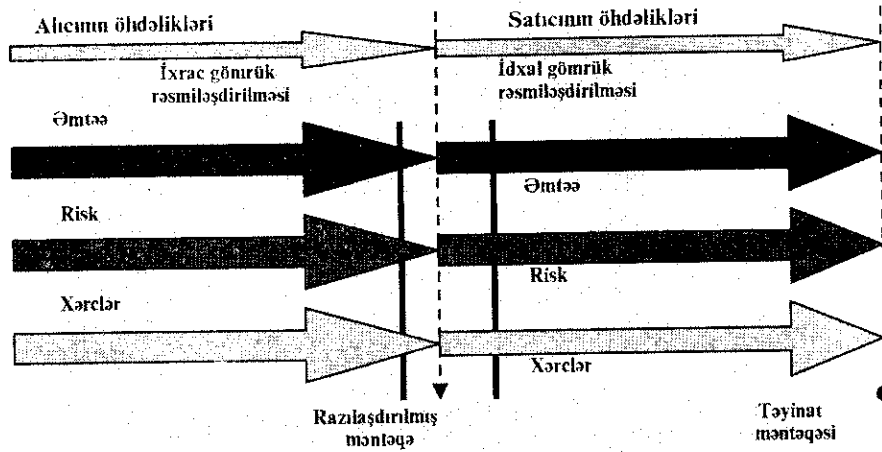 Alıcının öhdəlikləri
Satıcının öhdəlikləri
İxrac gömrük
rəsmiləşdirilməsi
İdxal gömrük
rəsmiləşdirilməsi
Əmtəə
Əmtəə
Risk
Risk
Xərclər
Xərclər
Razılaşdırılmış
məntəqə
Təyinat
məntəqəsi